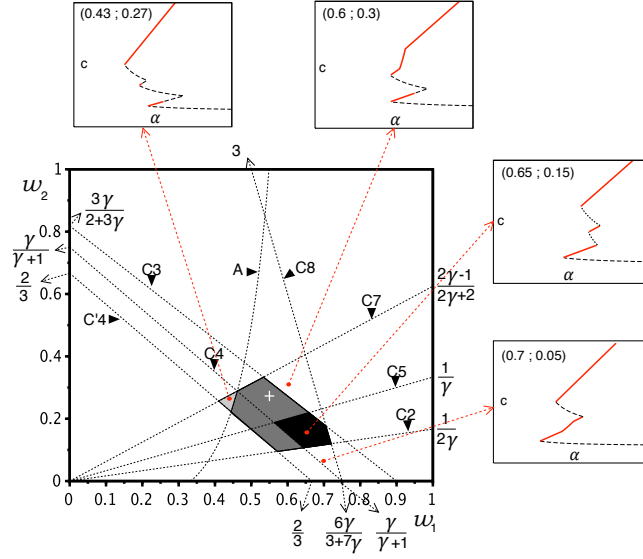 (0.43 ; 0.27)
c
α
(0.6 ; 0.3)
c
α
(0.65 ; 0.15)
c
α
(0.7 ; 0.05)
c
α
3
1
w₂
3γ
2+3γ
0.8
γ
γ+1
2
3
0.6
C3
A
C8
C7
2γ-1
2γ+2
C'4
C4
0.4
C5
1
γ
0.2
C2
1
2γ
0
0
0.1
0.2
0.3
0.4
0.5
0.6
0.7
0.8
0.9
1
2
3
6γ
3+7γ
γ
γ+1
w₁